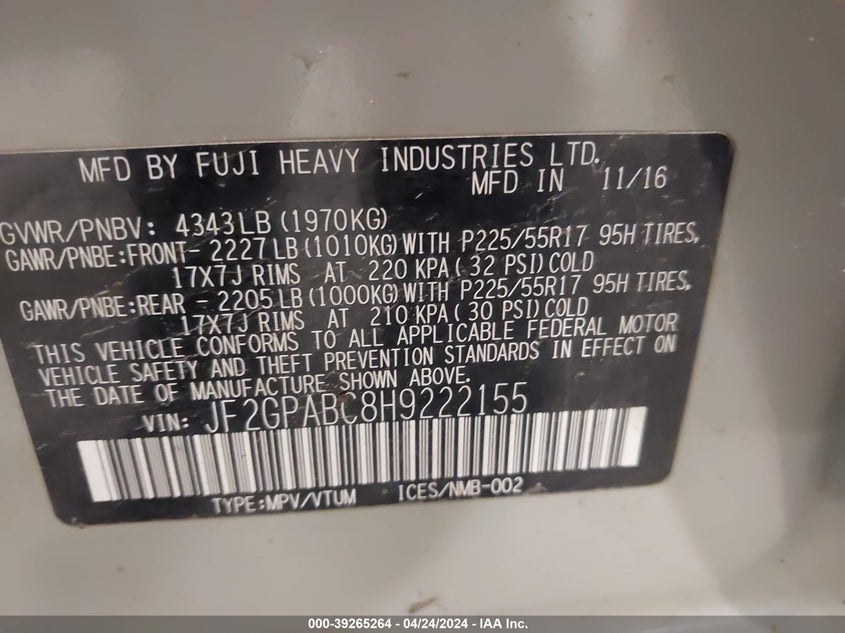 MFD BY FUJI HEAVY INDUSTRIES LTD.
MFD IN 11/16
GVWR/PNBV: 4343LB (1970KG)
GAWR/PNBE:FRONT- 2227LB (1010KG) WITH P225/55R17 95H TIRES,
17X7J RIMS AT 220 KPA (32 PSI) COLD
GAWR/PNBE:REAR - 2205LB (1000KG) WITH P225/55R17 95H TIRES,
17X7J RIMS AT 210 KPA (30 PSI) COLD
THIS VEHICLE CONFORMS TO ALL APPLICABLE FEDERAL MOTOR
VEHICLE SAFETY AND THEFT PREVENTION STANDARDS IN EFFECT ON
THE DATE OF MANUFACTURE SHOWN ABOVE.
VIN: JF2GPABC8H9222155
TYPE:MPV/VTUM ICES/NMB-002
000-39265264 - 04/24/2024 - IAA Inc.